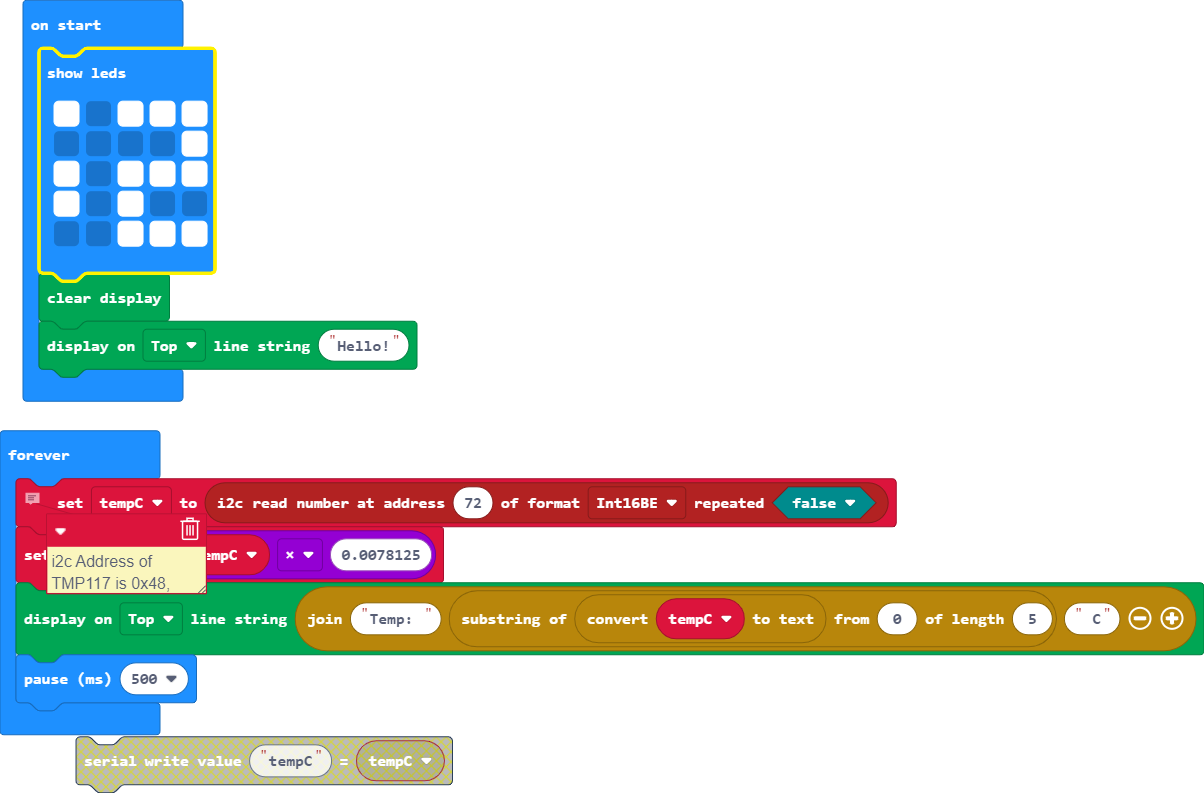 on start
show leds
clear display
display on Top line string "Hello!"
forever
set tempC to i2c read number at address 72 of format Int16BE repeated false
i2c Address of
TMP117 is 0x48,
× 0.0078125
display on Top line string join "Temp: " substring of convert tempC to text from 0 of length 5 " C"
pause (ms) 500
serial write value "tempC" = tempC